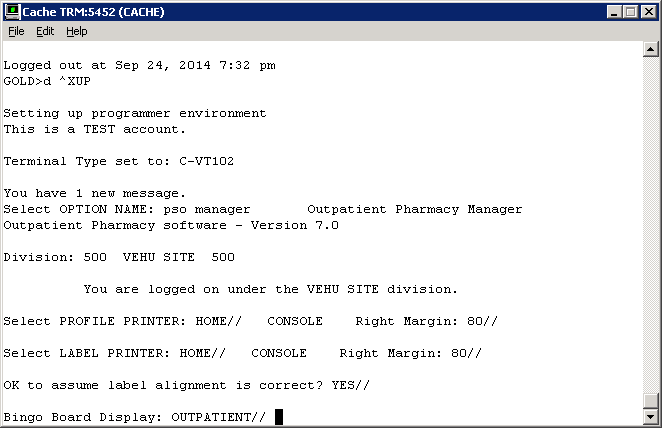 Cache TRM:5452 (CACHE)
File Edit Help
Logged out at Sep 24, 2014 7:32 pm
GOLD>d ^XUP
Setting up programmer environment
This is a TEST account.
Terminal Type set to: C-VT102
You have 1 new message.
Select OPTION NAME: pso manager       Outpatient Pharmacy Manager
Outpatient Pharmacy software - Version 7.0
Division: 500  VEHU SITE  500
You are logged on under the VEHU SITE division.
Select PROFILE PRINTER: HOME//   CONSOLE    Right Margin: 80//
Select LABEL PRINTER: HOME//   CONSOLE    Right Margin: 80//
OK to assume label alignment is correct? YES//
Bingo Board Display: OUTPATIENT//